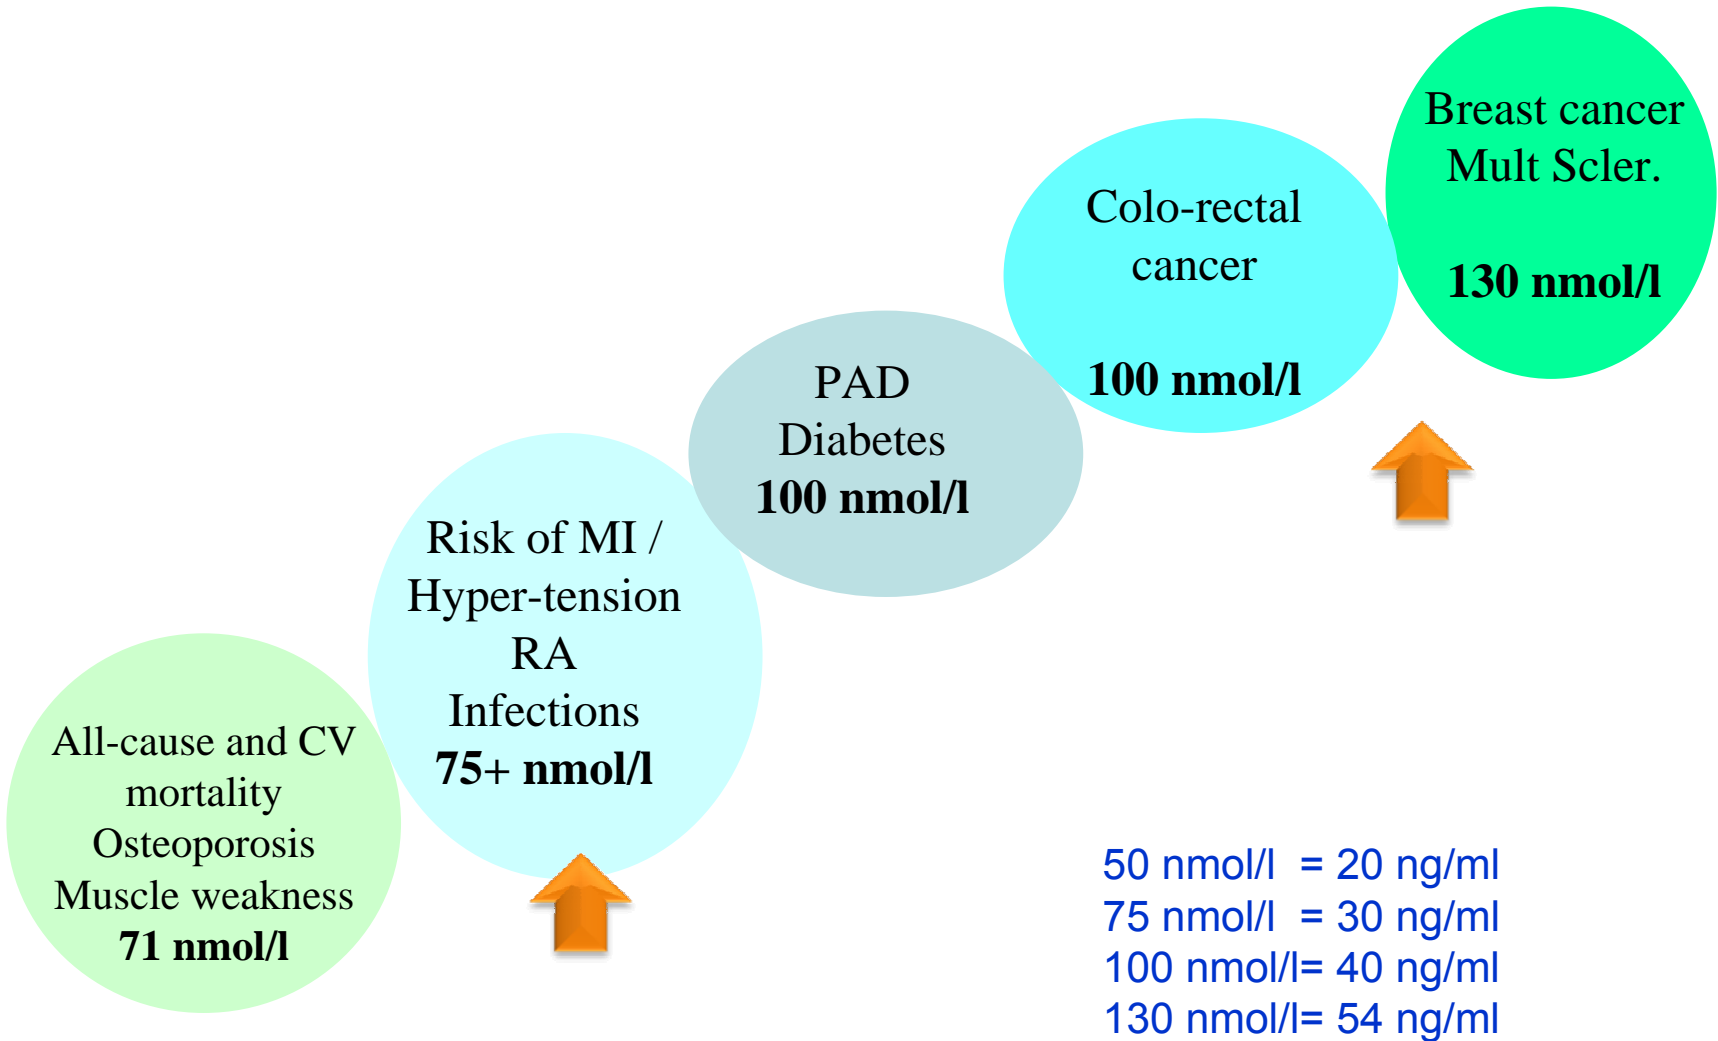 Breast cancer
Mult Scler.
130 nmol/l
Colo-rectal
cancer
100 nmol/l
PAD
Diabetes
100 nmol/l
Risk of MI /
Hyper-tension
RA
Infections
75+ nmol/l
All-cause and CV
mortality
Osteoporosis
Muscle weakness
71 nmol/l
50 nmol/l = 20 ng/ml
75 nmol/l = 30 ng/ml
100 nmol/l= 40 ng/ml
130 nmol/l= 54 ng/ml